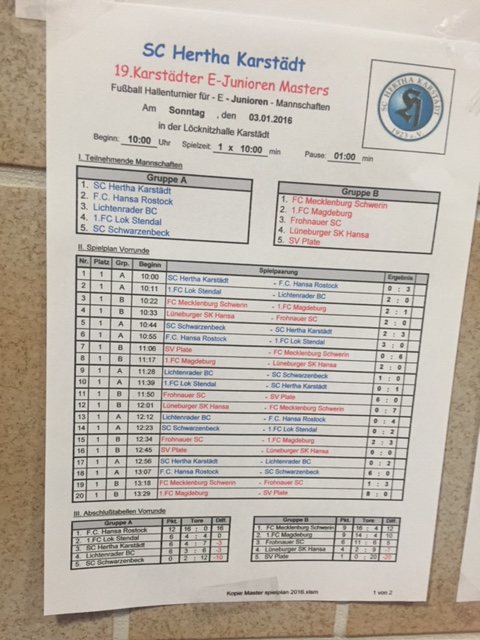 SC Hertha Karstädt
19.Karstädter E-Junioren Masters
Fußball Hallenturnier für - E - Junioren - Mannschaften
Am Sonntag , den 03.01.2016
in der Löcknitzhalle Karstädt
Beginn: 10:00 Uhr Spielzeit: 1 x 10:00 min Pause: 01:00 min
SC HERTHA KARSTÄDT
1923 e.V.
I. Teilnehmende Mannschaften
Gruppe A
1. SC Hertha Karstädt
2. F.C. Hansa Rostock
3. Lichtenrader BC
4. 1.FC Lok Stendal
5. SC Schwarzenbeck
Gruppe B
1. FC Mecklenburg Schwerin
2. 1.FC Magdeburg
3. Frohnauer SC
4. Lüneburger SK Hansa
5. SV Plate
II. Spielplan Vorrunde
Nr. Platz Grp. Beginn Spielpaarung Ergebnis
1 1 A 10:00 SC Hertha Karstädt - F.C. Hansa Rostock 0 : 3
2 1 A 10:11 1.FC Lok Stendal - Lichtenrader BC 2 : 0
3 1 B 10:22 FC Mecklenburg Schwerin - 1.FC Magdeburg 2 : 1
4 1 B 10:33 Lüneburger SK Hansa - Frohnauer SC 2 : 0
5 1 A 10:44 SC Schwarzenbeck - SC Hertha Karstädt 2 : 3
6 1 A 10:55 F.C. Hansa Rostock - 1.FC Lok Stendal 3 : 0
7 1 B 11:06 SV Plate - FC Mecklenburg Schwerin 0 : 6
8 1 B 11:17 1.FC Magdeburg - Lüneburger SK Hansa 2 : 0
9 1 A 11:28 Lichtenrader BC - SC Schwarzenbeck 1 : 0
10 1 A 11:39 1.FC Lok Stendal - SC Hertha Karstädt 0 : 1
11 1 B 11:50 Frohnauer SC - SV Plate 6 : 0
12 1 B 12:01 Lüneburger SK Hansa - FC Mecklenburg Schwerin 0 : 7
13 1 A 12:12 Lichtenrader BC - F.C. Hansa Rostock 0 : 4
14 1 A 12:23 SC Schwarzenbeck - 1.FC Lok Stendal 0 : 2
15 1 B 12:34 Frohnauer SC - 1.FC Magdeburg 2 : 3
16 1 B 12:45 SV Plate - Lüneburger SK Hansa 0 : 0
17 1 A 12:56 SC Hertha Karstädt - Lichtenrader BC 0 : 2
18 1 A 13:07 F.C. Hansa Rostock - SC Schwarzenbeck 6 : 0
19 1 B 13:18 FC Mecklenburg Schwerin - Frohnauer SC 1 : 3
20 1 B 13:29 1.FC Magdeburg - SV Plate 8 : 0
III. Abschlußtabellen Vorrunde
Gruppe A Pkt. Tore Diff.
1. F.C. Hansa Rostock 12 16 : 0 16
2. 1.FC Lok Stendal 6 4 : 4 0
3. SC Hertha Karstädt 6 4 : 7 -3
4. Lichtenrader BC 6 3 : 6 -3
5. SC Schwarzenbeck 0 2 : 12 -10
Gruppe B Pkt. Tore Diff.
1. FC Mecklenburg Schwerin 9 16 : 4 12
2. 1.FC Magdeburg 9 14 : 4 10
3. Frohnauer SC 6 11 : 6 5
4. Lüneburger SK Hansa 4 2 : 9 -7
5. SV Plate 1 0 : 20 -20
Kopie Master spielplan 2016.xlsm
1 von 2